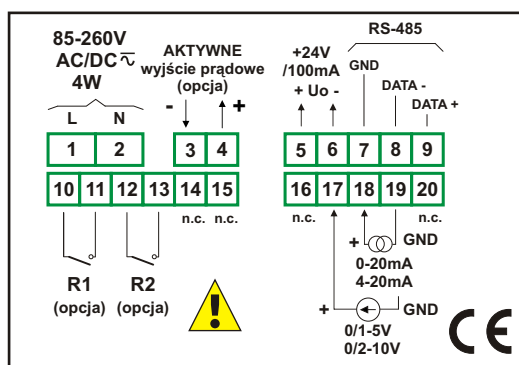 85-260V
AC/DC
4W
L N
AKTYWNE
wyjście prądowe
(opcja)
- +
+24V
/100mA
+ Uo -
RS-485
GND
DATA -
DATA +
1 2 3 4 5 6 7 8 9
10 11 12 13 14 15 16 17 18 19 20
n.c. n.c. n.c. n.c.
R1
(opcja)
R2
(opcja)
!
+ GND
0-20mA
4-20mA
+ GND
0/1-5V
0/2-10V
CE